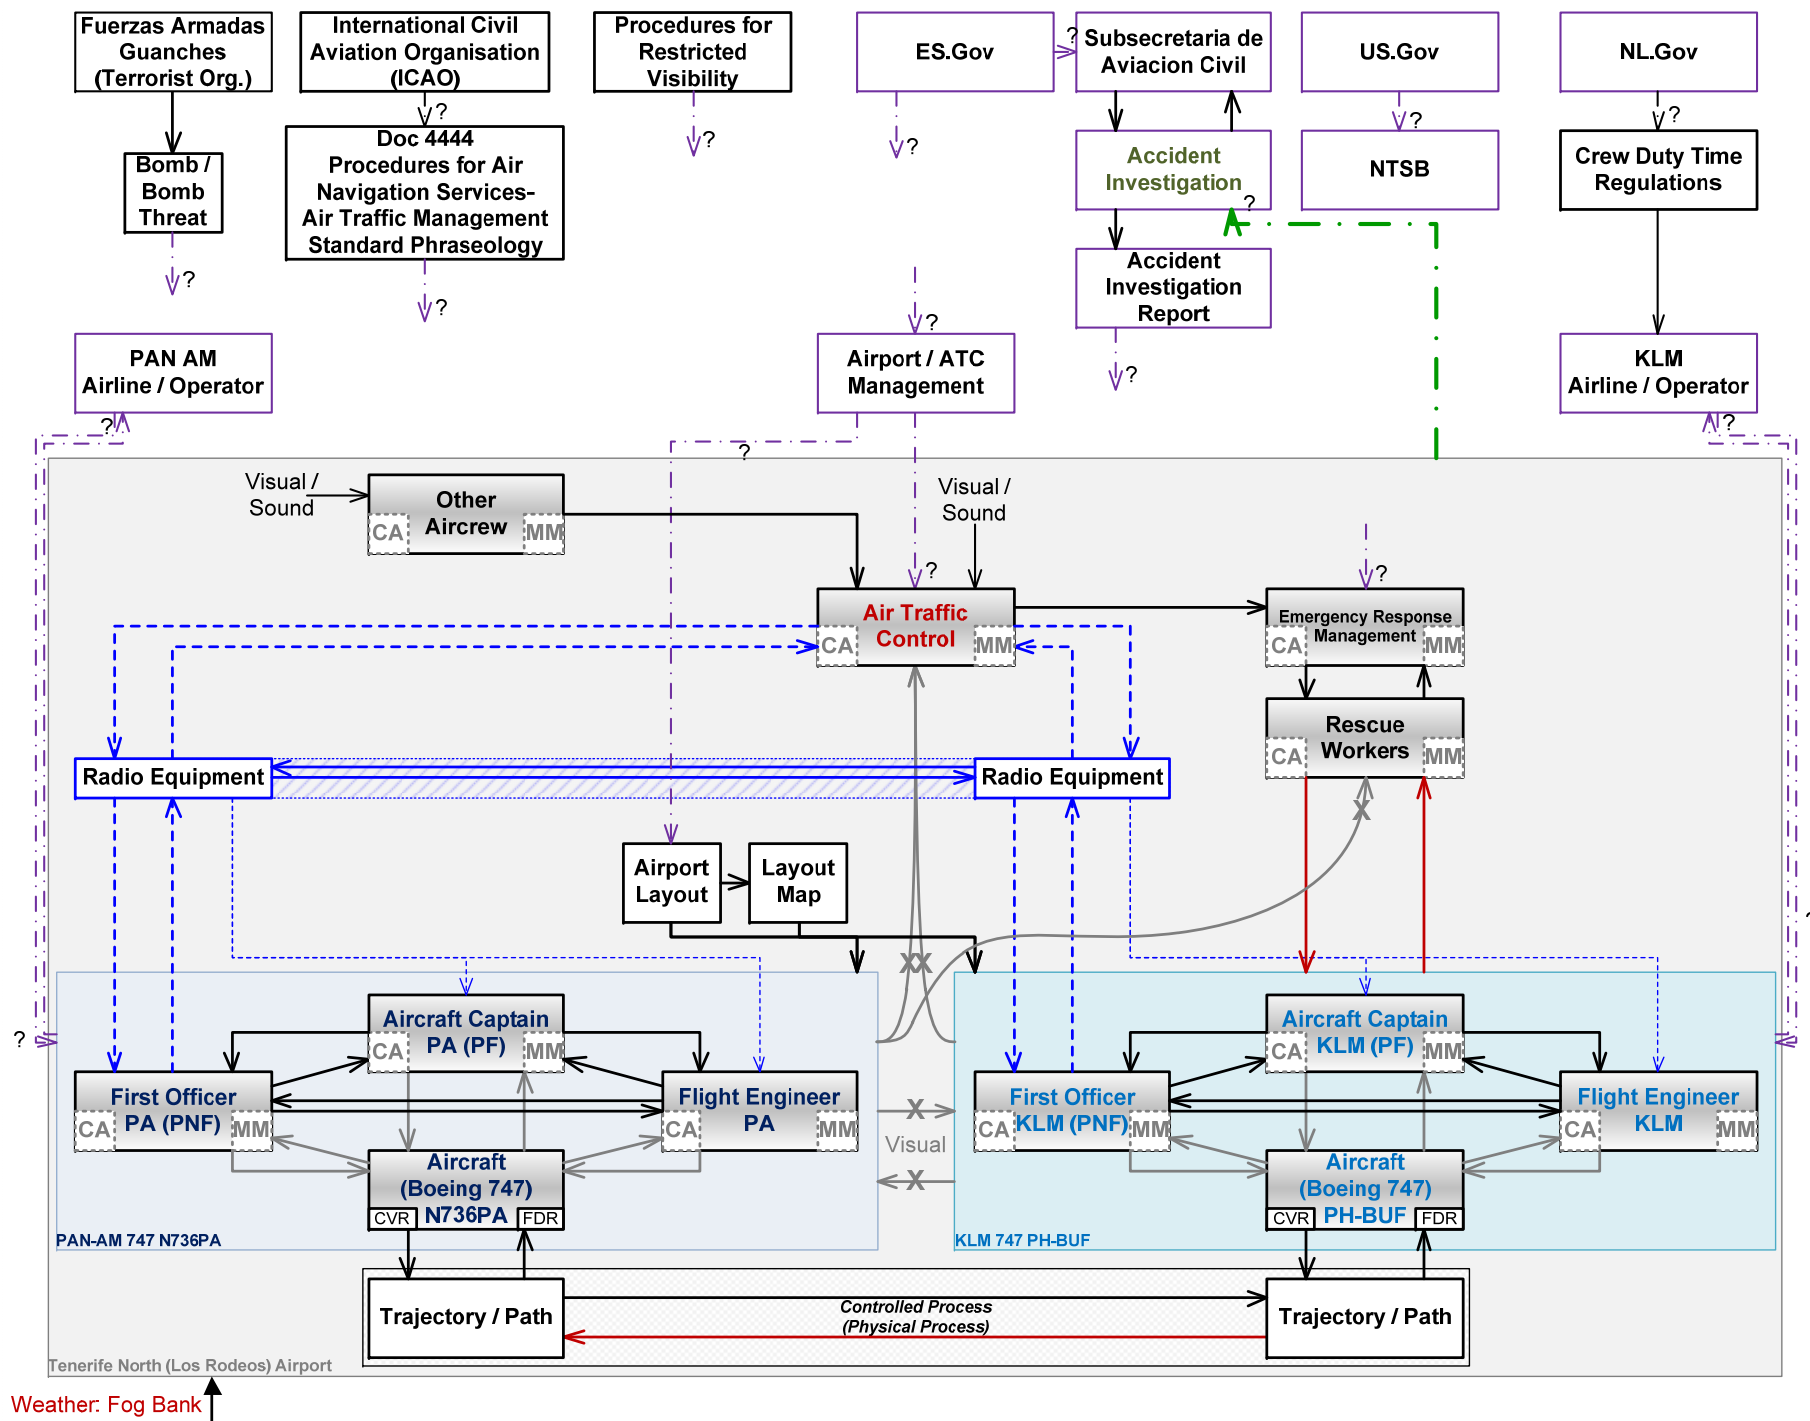 Fuerzas Armadas
Guanches
(Terrorist Org.)
International Civil
Aviation Organisation
(ICAO)
Procedures for
Restricted
Visibility
ES.Gov
?
Subsecretaria de
Aviacion Civil
US.Gov
NL.Gov
?
?
?
Bomb /
Bomb
Threat
Doc 4444
Procedures for Air
Navigation Services-
Air Traffic Management
Standard Phraseology
?
?
Accident
Investigation
NTSB
Crew Duty Time
Regulations
?
?
?
Accident
Investigation
Report
?
?
PAN AM
Airline / Operator
Airport / ATC
Management
KLM
Airline / Operator
?
?
?
Visual /
Sound
Other
Aircrew
CA
MM
Visual /
Sound
?
?
Air Traffic
Control
CA
MM
Emergency Response
Management
CA
MM
Rescue
Workers
CA
MM
Radio Equipment
Radio Equipment
X
Airport
Layout
Layout
Map
?
XX
?
Aircraft Captain
PA (PF)
CA
MM
First Officer
PA (PNF)
CA
MM
Flight Engineer
PA
CA
MM
Aircraft
(Boeing 747)
N736PA
CVR
FDR
PAN-AM 747 N736PA
X
Visual
X
Aircraft Captain
KLM (PF)
CA
MM
First Officer
KLM (PNF)
CA
MM
Flight Engineer
KLM
CA
MM
Aircraft
(Boeing 747)
PH-BUF
CVR
FDR
KLM 747 PH-BUF
Trajectory / Path
Controlled Process
(Physical Process)
Trajectory / Path
Tenerife North (Los Rodeos) Airport
Weather: Fog Bank